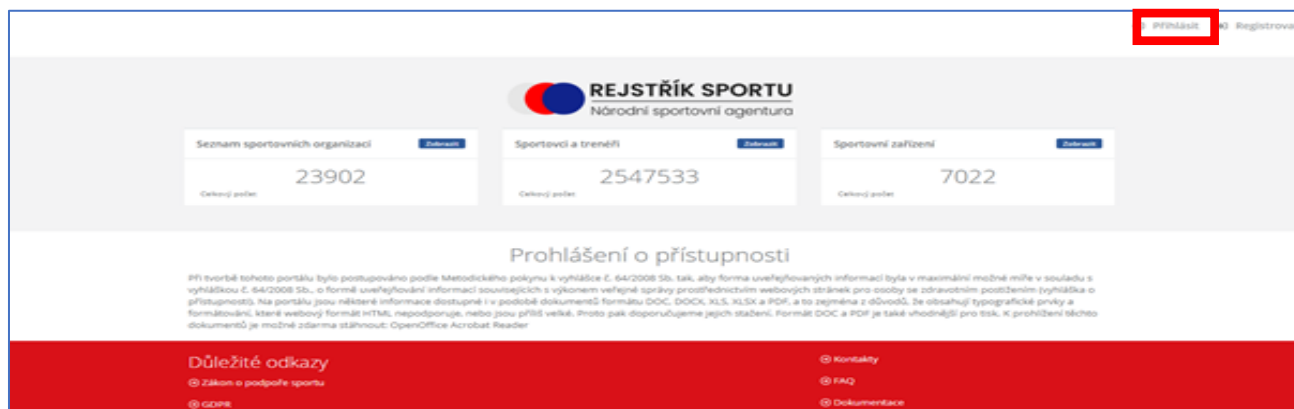 Přihlásit Registrova
REJSTŘÍK SPORTU
Národní sportovní agentura
Seznam sportovních organizací Zobrazit
23902
Celkový počet
Sportovci a trenéři Zobrazit
2547533
Celkový počet
Sportovní zařízení Zobrazit
7022
Celkový počet
Prohlášení o přístupnosti
Při tvorbě tohoto portálu bylo postupováno podle Metodického pokynu k vyhlášce č. 64/2008 Sb. tak, aby forma uveřejňovaných informací byla v maximální možné míře v souladu s
vyhláškou č. 64/2008 Sb., o formě uveřejňování informací souvisejících s výkonem veřejné správy prostřednictvím webových stránek pro osoby se zdravotním postižením (vyhláška o
přístupnosti). Na portálu jsou některé informace dostupné i v podobě dokumentů formátu DOC, DOCX, XLS, XLSX a PDF, a to zejména z důvodů, že obsahují typografické prvky a
formátování, které webový formát HTML nepodporuje, nebo jsou příliš velké. Proto pak doporučujeme jejich stažení. Formát DOC a PDF je také vhodnější pro tisk. K prohlížení těchto
dokumentů je možné zdarma stáhnout: OpenOffice Acrobat Reader
Důležité odkazy
Zákon o podpoře sportu
GDPR
Kontakty
FAQ
Dokumentace